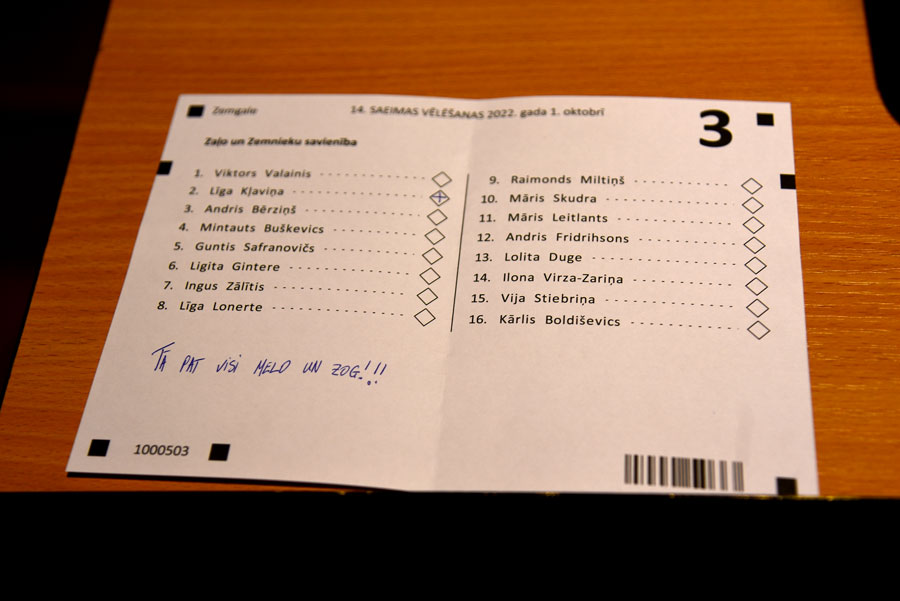 Zemgale
14. SAEIMAS VĒLĒŠANAS 2022. gada 1. oktobrī
3
Zaļo un Zemnieku savienība
1. Viktors Valainis
2. Līga Kļaviņa
3. Andris Bērziņš
4. Mintauts Buškevics
5. Guntis Safranovičs
6. Ligita Gintere
7. Ingus Zālītis
8. Līga Lonerte
9. Raimonds Miltiņš
10. Māris Skudra
11. Māris Leitlants
12. Andris Fridrihsons
13. Lolita Duge
14. Ilona Virza-Zariņa
15. Vija Stiebriņa
16. Kārlis Boldiševics
TĀ PAT VISI MELO UN ZOG!!!
1000503